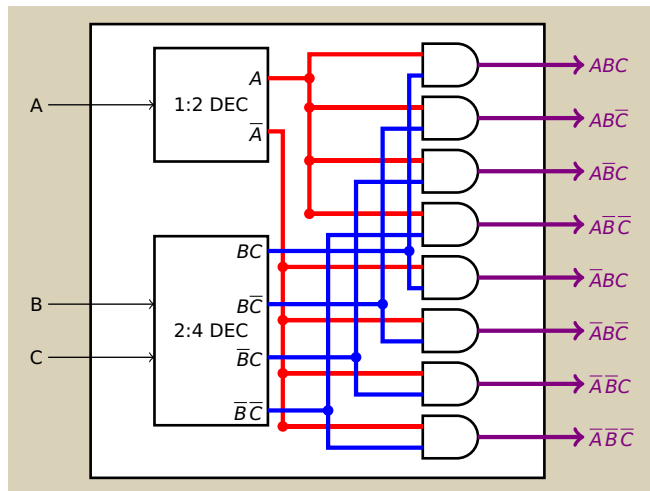 A
1:2 DEC
A
A̅
B
C
2:4 DEC
BC
BC̅
B̅C
B̅C̅
ABC
ABC̅
AB̅C
AB̅C̅
A̅BC
A̅BC̅
A̅B̅C
A̅B̅C̅